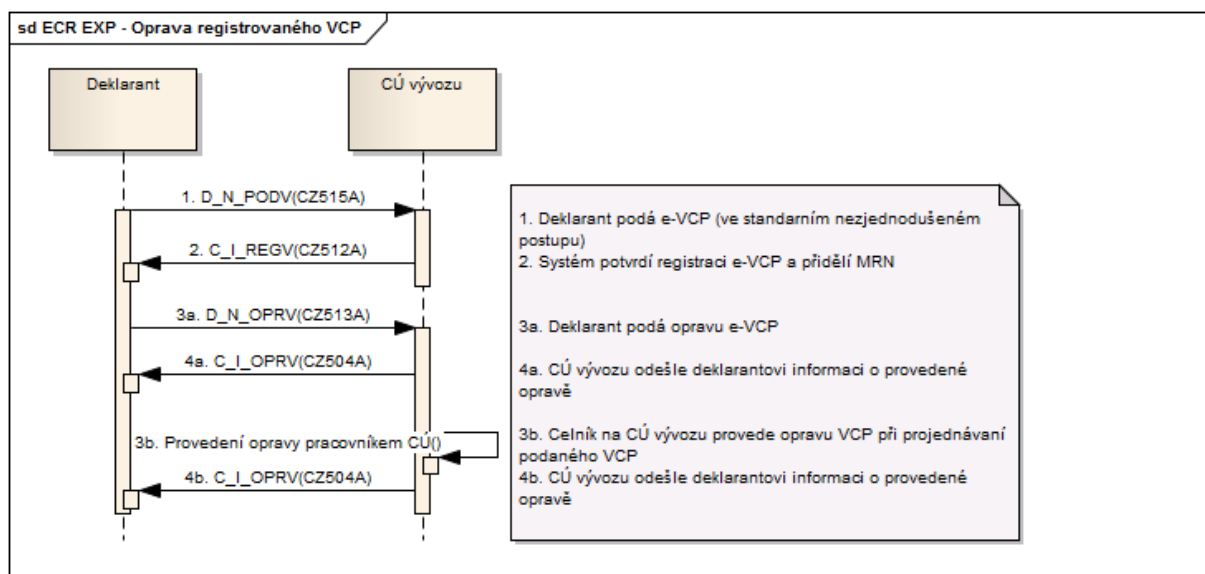 sd ECR EXP - Oprava registrovaného VCP
Deklarant
CÚ vývozu
1. D_N_PODV(CZ515A)
2. C_I_REGV(CZ512A)
3a. D_N_OPRV(CZ513A)
4a. C_I_OPRV(CZ504A)
3b. Provedení opravy pracovníkem CÚ()
4b. C_I_OPRV(CZ504A)
1. Deklarant podá e-VCP (ve standarním nezjednodušeném
postupu)
2. Systém potvrdí registraci e-VCP a přidělí MRN
3a. Deklarant podá opravu e-VCP
4a. CÚ vývozu odešle deklarantovi informaci o provedené
opravě
3b. Celník na CÚ vývozu provede opravu VCP při projednávaní
podaného VCP
4b. CÚ vývozu odešle deklarantovi informaci o provedené
opravě